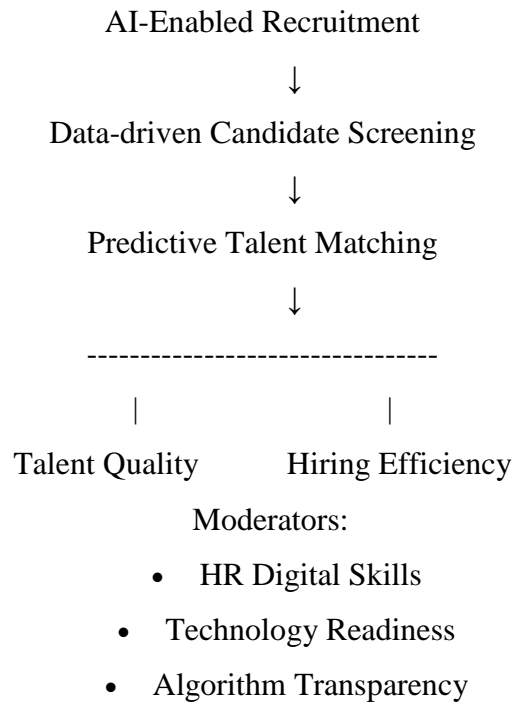 AI-Enabled Recruitment
↓
Data-driven Candidate Screening
↓
Predictive Talent Matching
↓
---------------------------------
| |
Talent Quality Hiring Efficiency
Moderators:
• HR Digital Skills
• Technology Readiness
• Algorithm Transparency